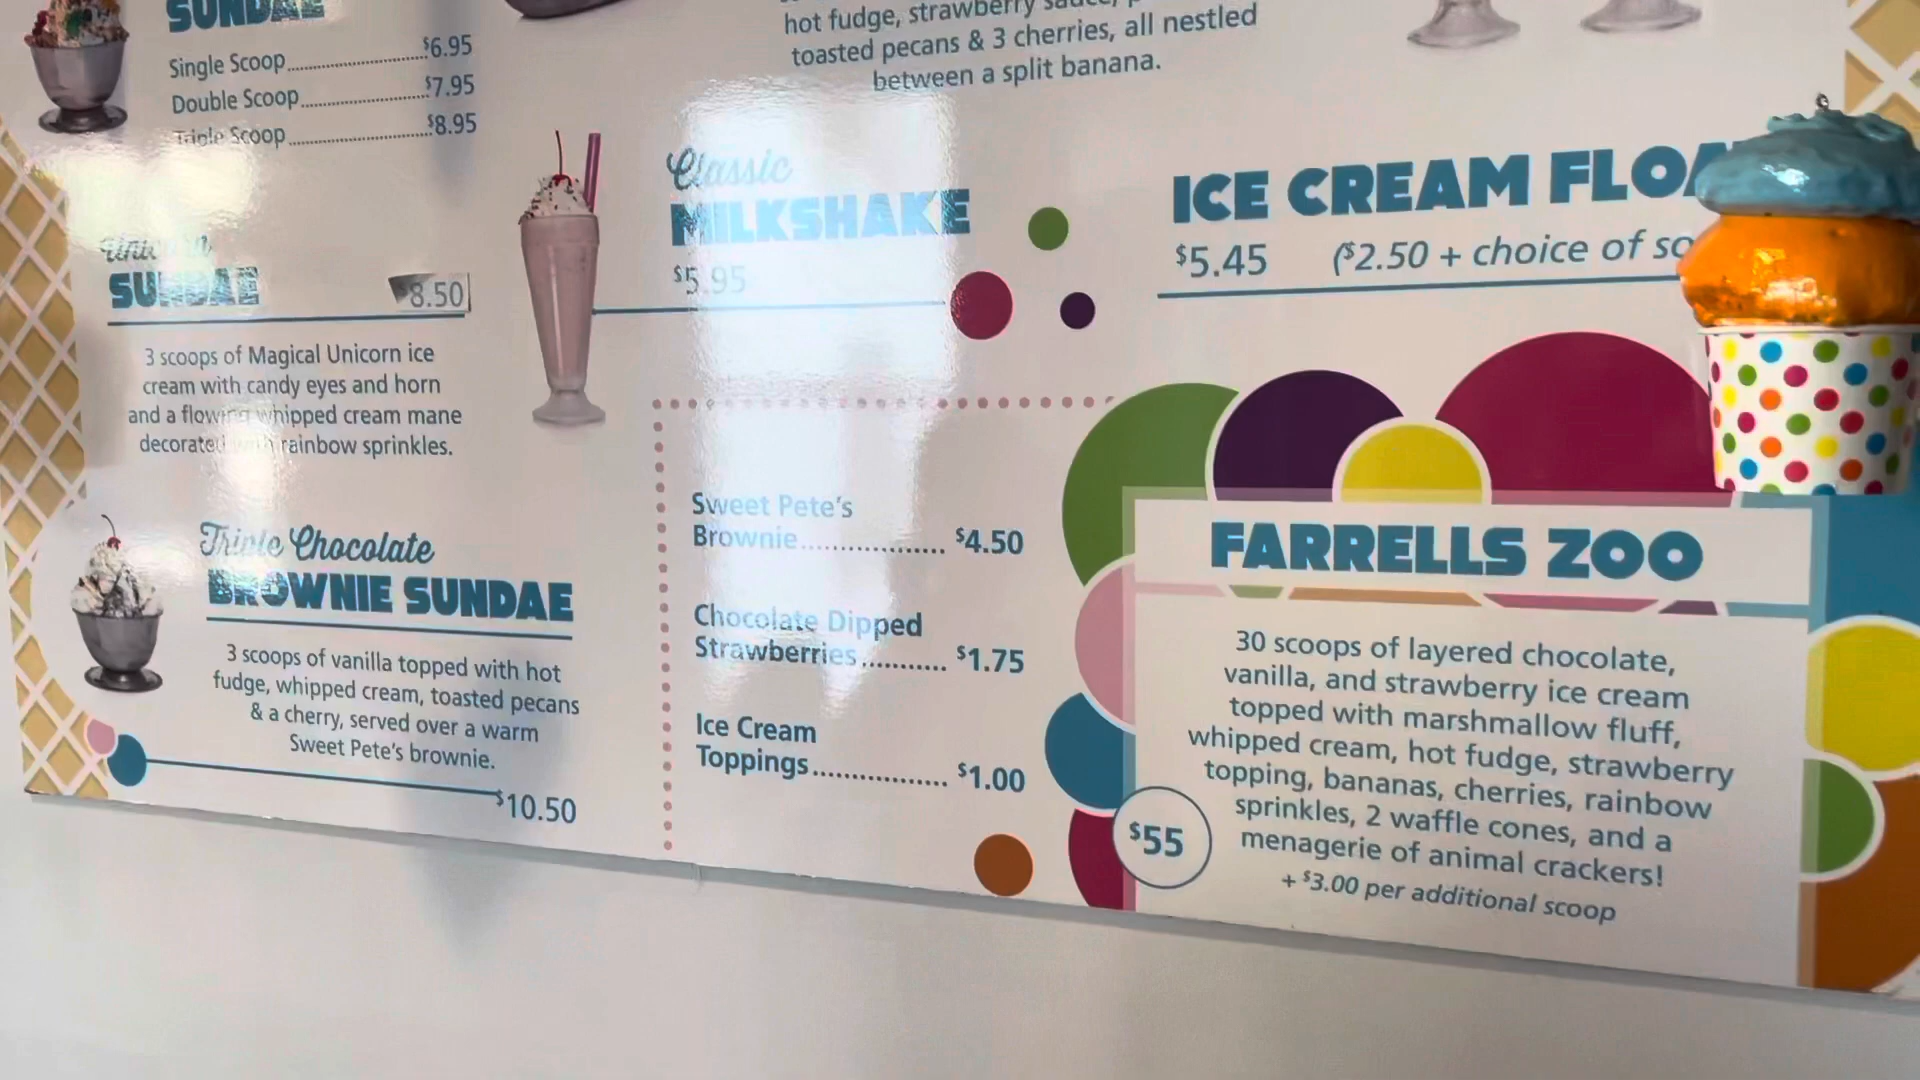 SUNDAE
Single Scoop $6.95
Double Scoop $7.95
Triple Scoop $8.95
hot fudge, strawberry sauce,
toasted pecans & 3 cherries, all nestled
between a split banana.
Unicorn
SUNDAE $8.50
3 scoops of Magical Unicorn ice
cream with candy eyes and horn
and a flowing whipped cream mane
decorated with rainbow sprinkles.
Triple Chocolate
BROWNIE SUNDAE
3 scoops of vanilla topped with hot
fudge, whipped cream, toasted pecans
& a cherry, served over a warm
Sweet Pete's brownie.
$10.50
Classic
MILKSHAKE
$5.95
Sweet Pete's
Brownie.................. $4.50
Chocolate Dipped
Strawberries........... $1.75
Ice Cream
Toppings................. $1.00
ICE CREAM FLOA
$5.45 ($2.50 + choice of
FARRELLS ZOO
30 scoops of layered chocolate,
vanilla, and strawberry ice cream
topped with marshmallow fluff,
whipped cream, hot fudge, strawberry
topping, bananas, cherries, rainbow
sprinkles, 2 waffle cones, and a
menagerie of animal crackers!
+ $3.00 per additional scoop
$55